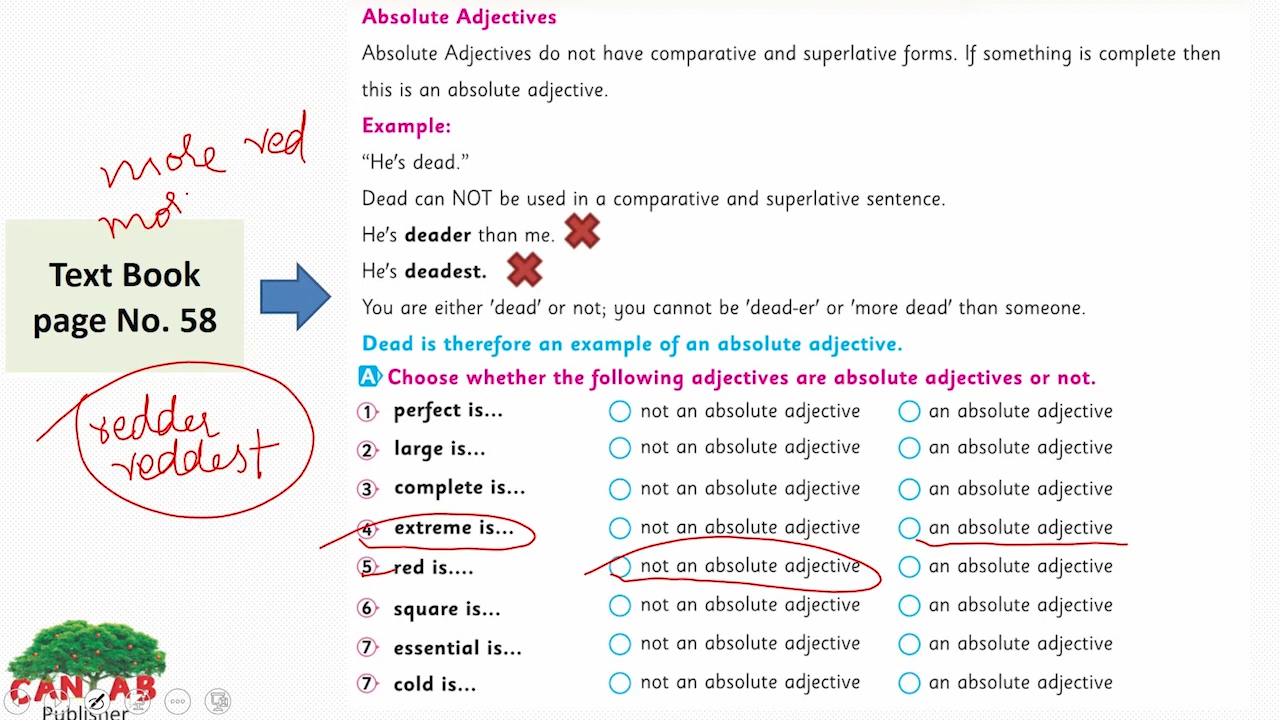 Absolute Adjectives
Absolute Adjectives do not have comparative and superlative forms. If something is complete then
this is an absolute adjective.
Example:
"He's dead."
Dead can NOT be used in a comparative and superlative sentence.
He's deader than me.
He's deadest.
You are either 'dead' or not; you cannot be 'dead-er' or 'more dead' than someone.
Dead is therefore an example of an absolute adjective.
more red
mor
Text Book
page No. 58
redder
reddest
A Choose whether the following adjectives are absolute adjectives or not.
1 perfect is... not an absolute adjective an absolute adjective
2 large is... not an absolute adjective an absolute adjective
3 complete is... not an absolute adjective an absolute adjective
4 extreme is... not an absolute adjective an absolute adjective
5 red is.... not an absolute adjective an absolute adjective
6 square is... not an absolute adjective an absolute adjective
7 essential is... not an absolute adjective an absolute adjective
7 cold is... not an absolute adjective an absolute adjective
Publisher